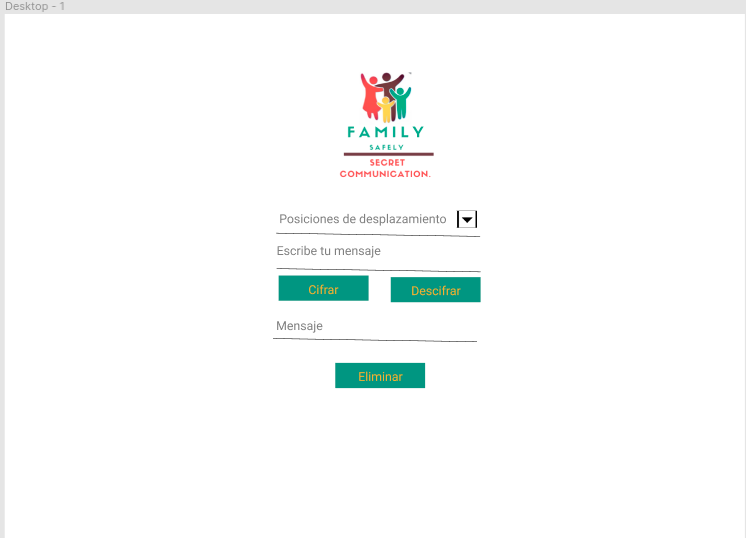 Desktop - 1
FAMILY
SAFELY
SECRET
COMMUNICATION.
Posiciones de desplazamiento
Escribe tu mensaje
Cifrar
Descifrar
Mensaje
Eliminar